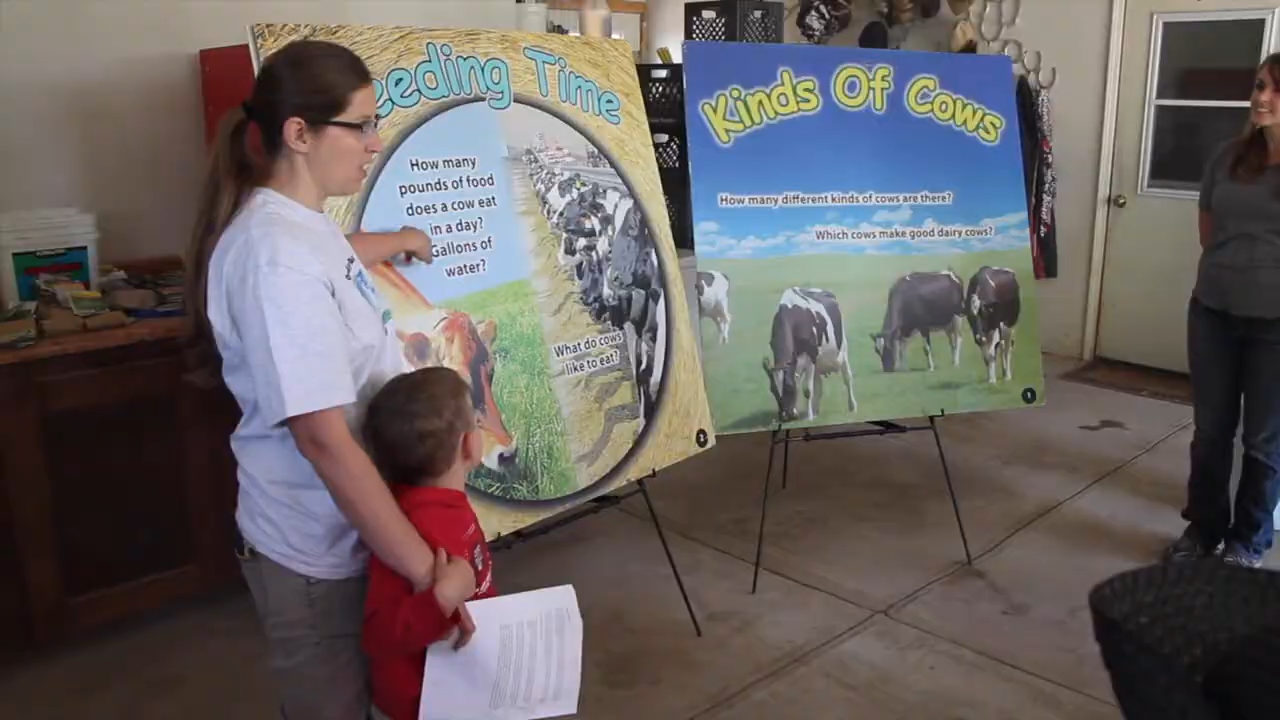 eeding Time
How many
pounds of food
does a cow eat
in a day?
Gallons of
water?
What do cows
like to eat?
2
Kinds Of Cows
How many different kinds of cows are there?
Which cows make good dairy cows?
1